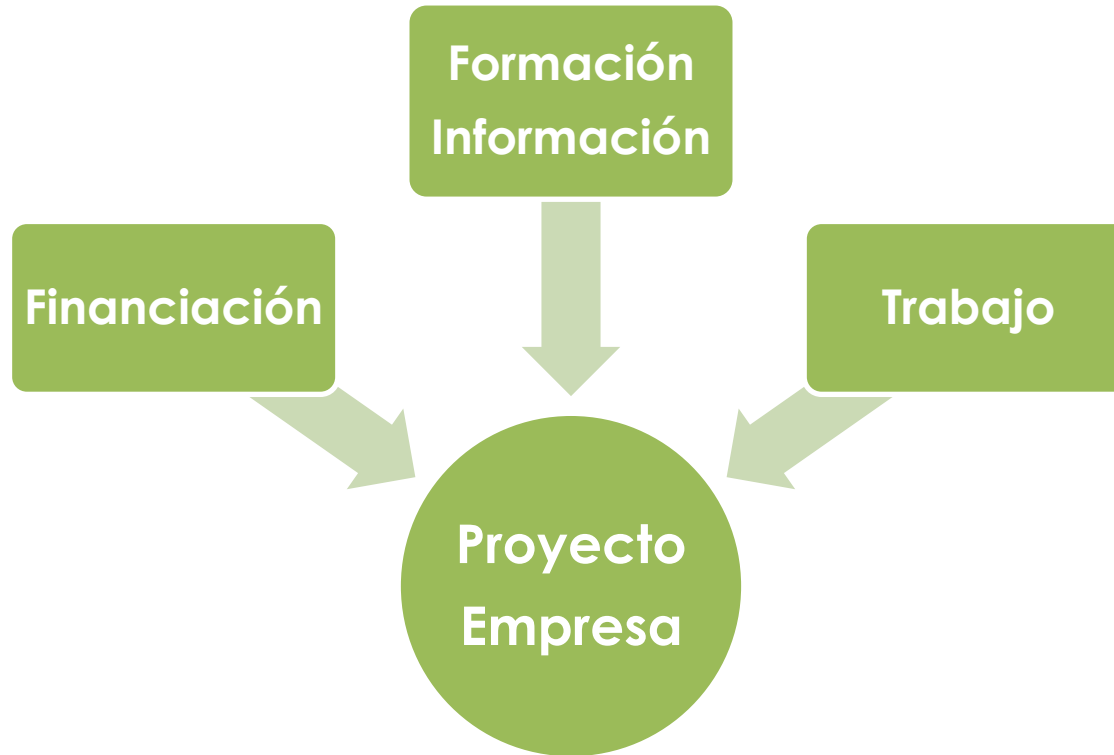 Formación
Información
Financiación
Trabajo
Proyecto
Empresa